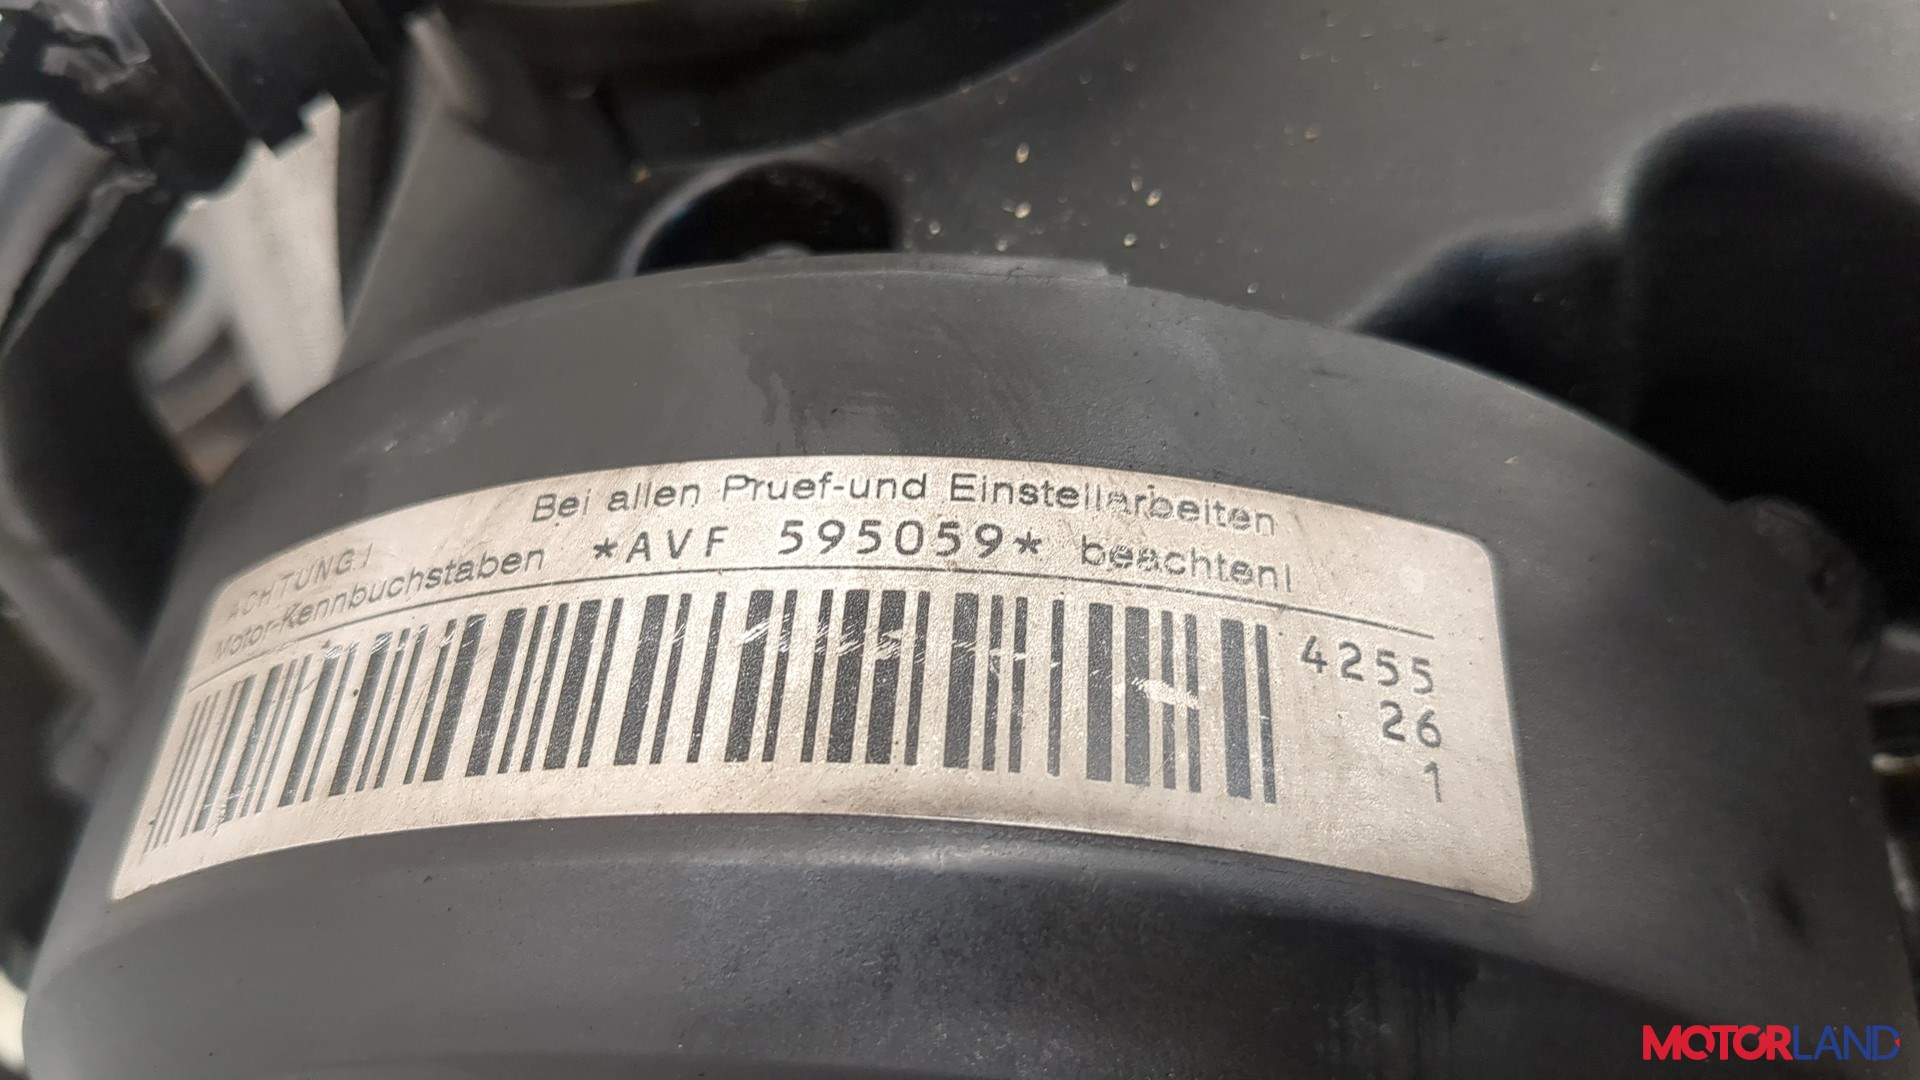 ACHTUNG! Bei allen Pruef-und Einstellarbeiten
Motor-Kennbuchstaben *AVF 595059* beachten!
4255
26
1
MOTORLAND